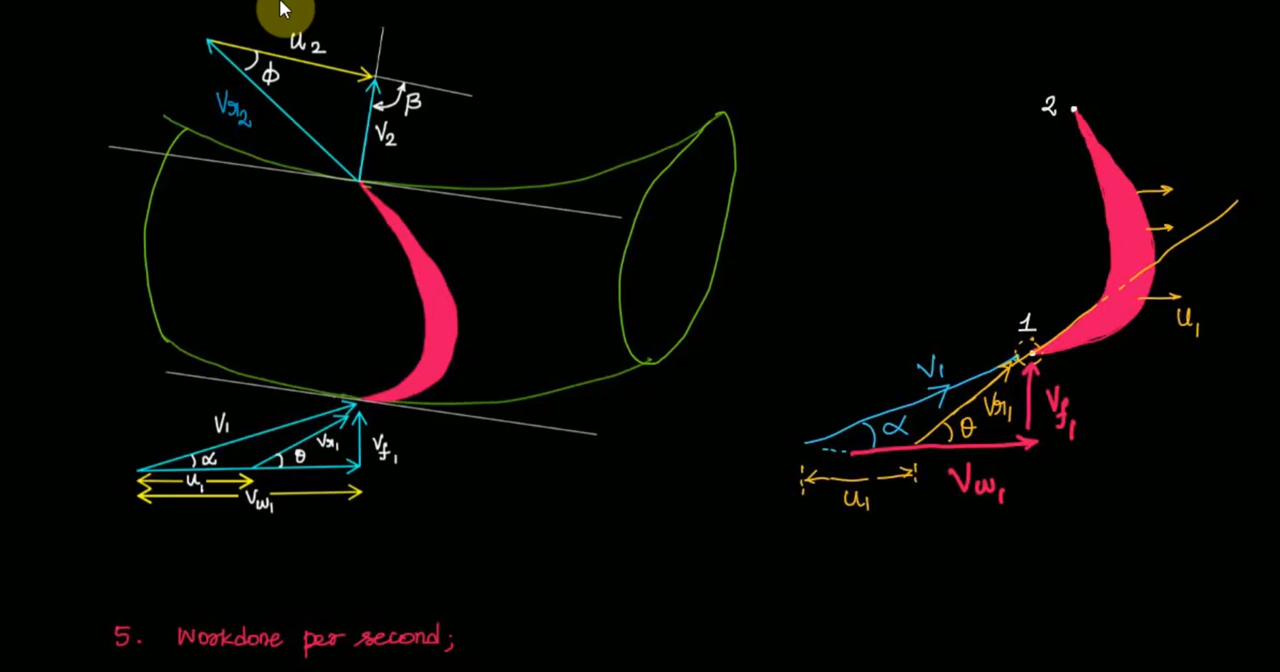 u₂
ϕ
Vr₂
β
V₂
V₁
α
Vr₁
θ
Vf₁
u₁
Vw₁
2
1
u₁
V₁
α
Vr₁
θ
Vf₁
u₁
Vw₁
5. Workdone per second;